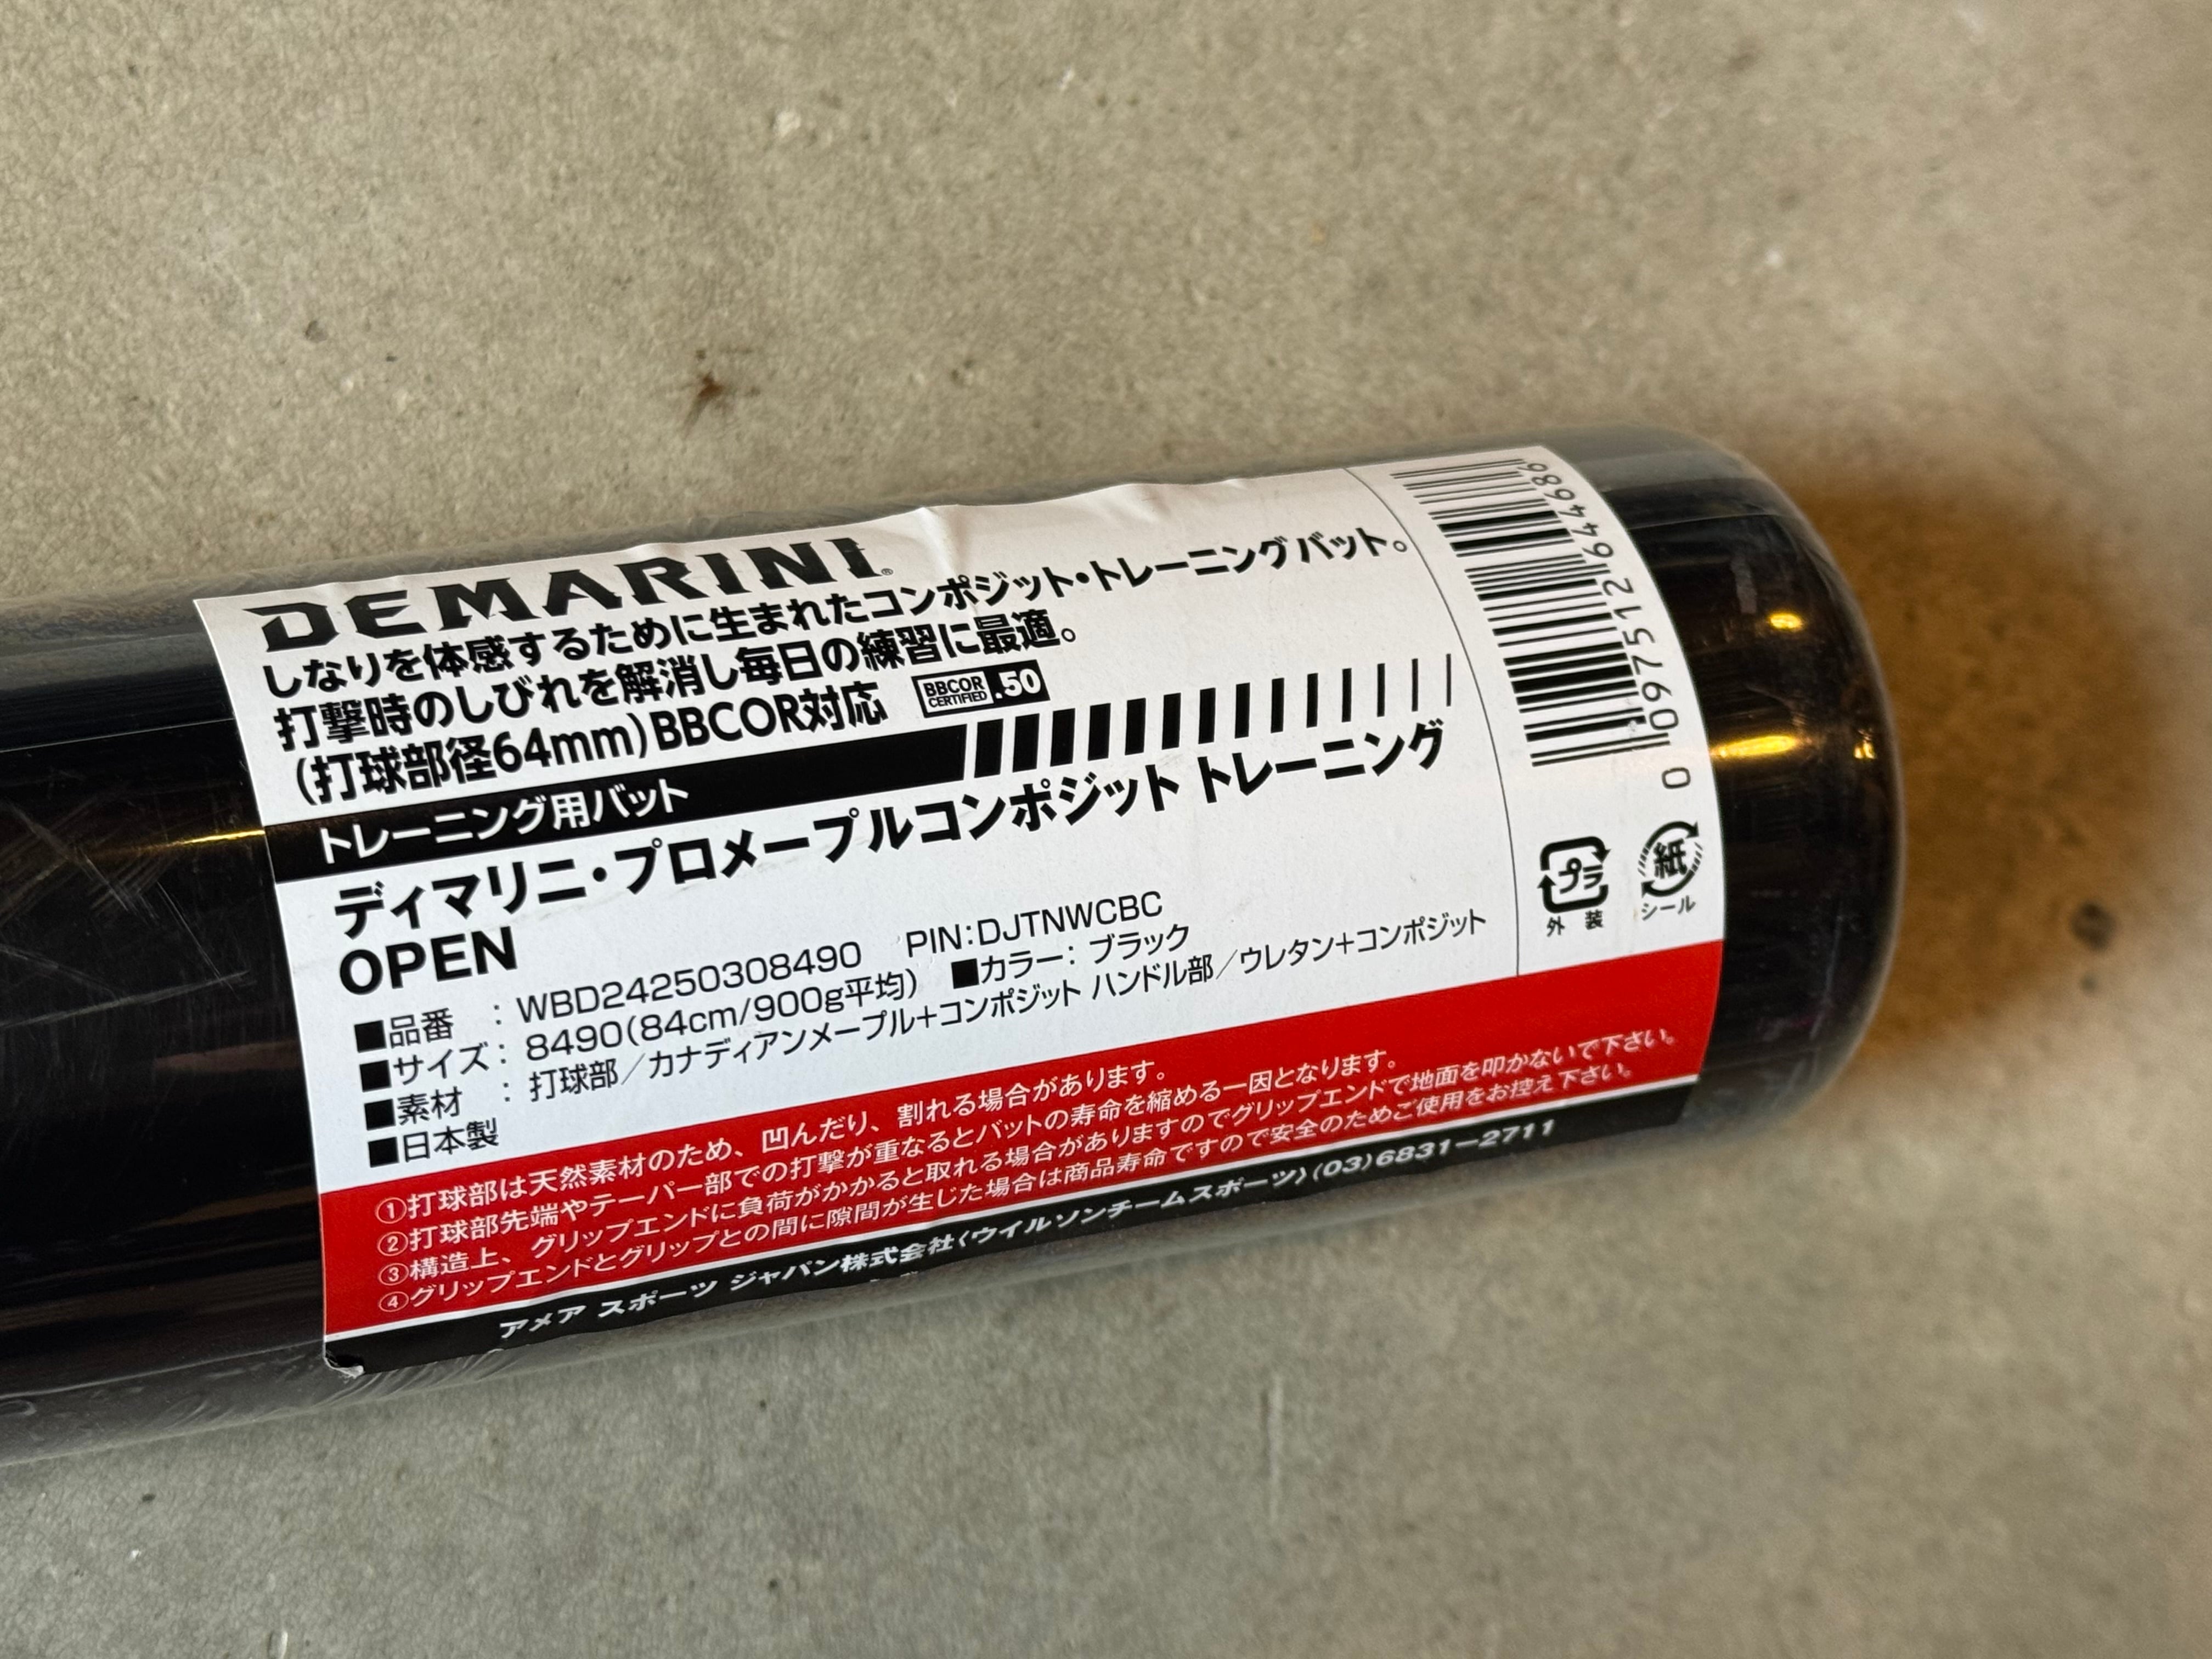 DEMARINI®
しなりを体感するために生まれたコンポジット・トレーニングバット。
打撃時のしびれを解消し毎日の練習に最適。
(打球部径64mm)BBCOR対応 BBCOR CERTIFIED .50
トレーニング用バット
ディマリニ・プロメープルコンポジット トレーニング
OPEN
■品番 : WBD24250308490 PIN:DJTNWCBC
■サイズ: 8490(84cm/900g平均) ■カラー: ブラック
■素材 : 打球部/カナディアンメープル+コンポジット ハンドル部/ウレタン+コンポジット
■日本製
①打球部は天然素材のため、凹んだり、割れる場合があります。
②打球部先端やテーパー部での打撃が重なるとバットの寿命を縮める一因となります。
③構造上、グリップエンドに負荷がかかると取れる場合がありますのでグリップエンドで地面を叩かないで下さい。
④グリップエンドとグリップとの間に隙間が生じた場合は商品寿命ですので安全のためご使用をお控え下さい。
アメア スポーツ ジャパン株式会社〈ウイルソンチームスポーツ〉(03)6831-2711
0 097512 644686
プラ
外装
紙
シール